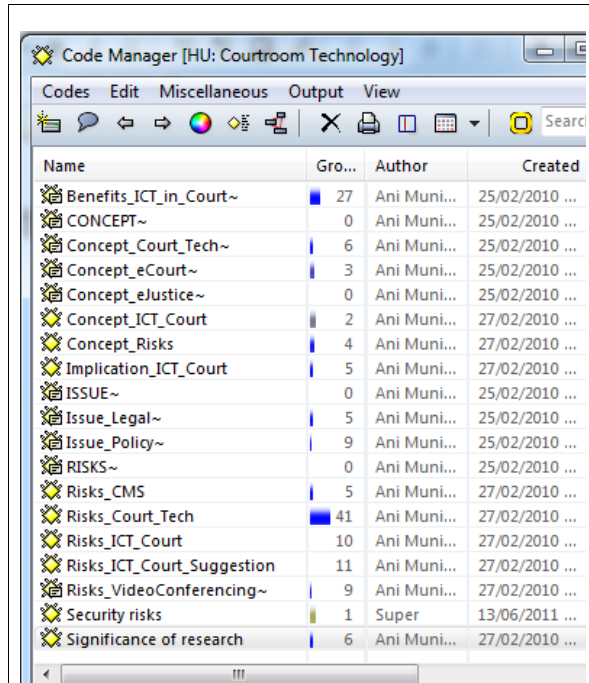 Code Manager [HU: Courtroom Technology]
Codes Edit Miscellaneous Output View
Searc
Name Gro... Author Created
Benefits_ICT_in_Court~ 27 Ani Muni... 25/02/2010 ...
CONCEPT~ 0 Ani Muni... 25/02/2010 ...
Concept_Court_Tech~ 6 Ani Muni... 25/02/2010 ...
Concept_eCourt~ 3 Ani Muni... 25/02/2010 ...
Concept_eJustice~ 0 Ani Muni... 25/02/2010 ...
Concept_ICT_Court 2 Ani Muni... 27/02/2010 ...
Concept_Risks 4 Ani Muni... 27/02/2010 ...
Implication_ICT_Court 5 Ani Muni... 27/02/2010 ...
ISSUE~ 0 Ani Muni... 25/02/2010 ...
Issue_Legal~ 5 Ani Muni... 25/02/2010 ...
Issue_Policy~ 9 Ani Muni... 25/02/2010 ...
RISKS~ 0 Ani Muni... 25/02/2010 ...
Risks_CMS 5 Ani Muni... 27/02/2010 ...
Risks_Court_Tech 41 Ani Muni... 27/02/2010 ...
Risks_ICT_Court 10 Ani Muni... 27/02/2010 ...
Risks_ICT_Court_Suggestion 11 Ani Muni... 27/02/2010 ...
Risks_VideoConferencing~ 9 Ani Muni... 27/02/2010 ...
Security risks 1 Super 13/06/2011 ...
Significance of research 6 Ani Muni... 27/02/2010 ...